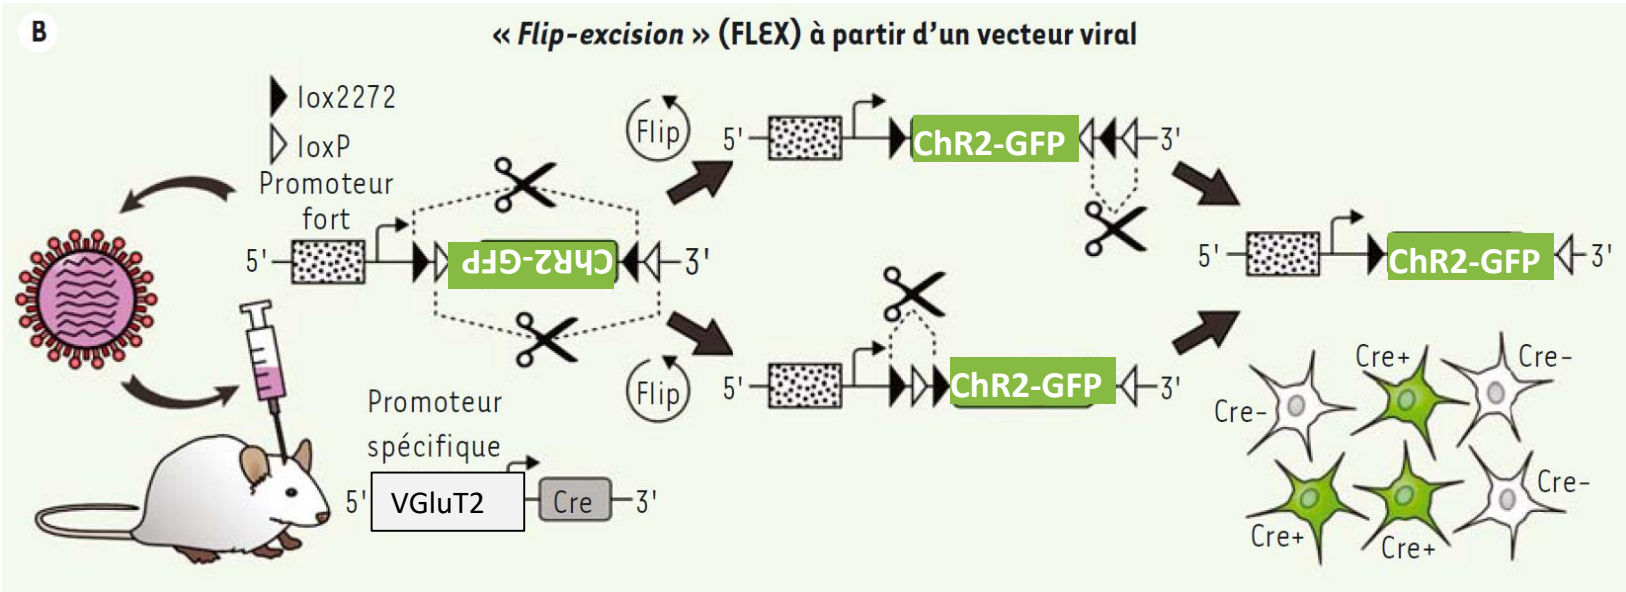 B
« Flip-excision » (FLEX) à partir d’un vecteur viral
lox2272
loxP
Promoteur
fort
5'
ChR2-GFP
3'
Flip
5'
ChR2-GFP
3'
Flip
5'
ChR2-GFP
3'
5'
ChR2-GFP
3'
Promoteur
spécifique
5'
VGluT2
Cre
3'
Cre+
Cre-
Cre-
Cre-
Cre+
Cre+